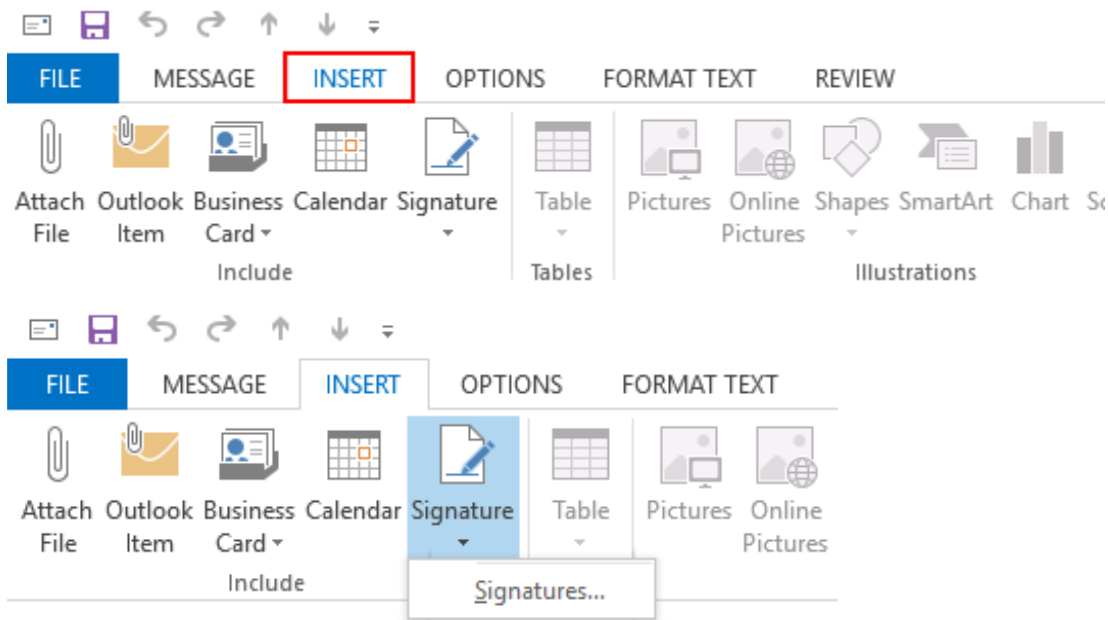 FILE MESSAGE INSERT OPTIONS FORMAT TEXT REVIEW
Attach Outlook Business Calendar Signature Table Pictures Online Shapes SmartArt Chart
File Item Card Pictures
Include Tables Illustrations
FILE MESSAGE INSERT OPTIONS FORMAT TEXT
Attach Outlook Business Calendar Signature Table Pictures Online
File Item Card Pictures
Include
Signatures...